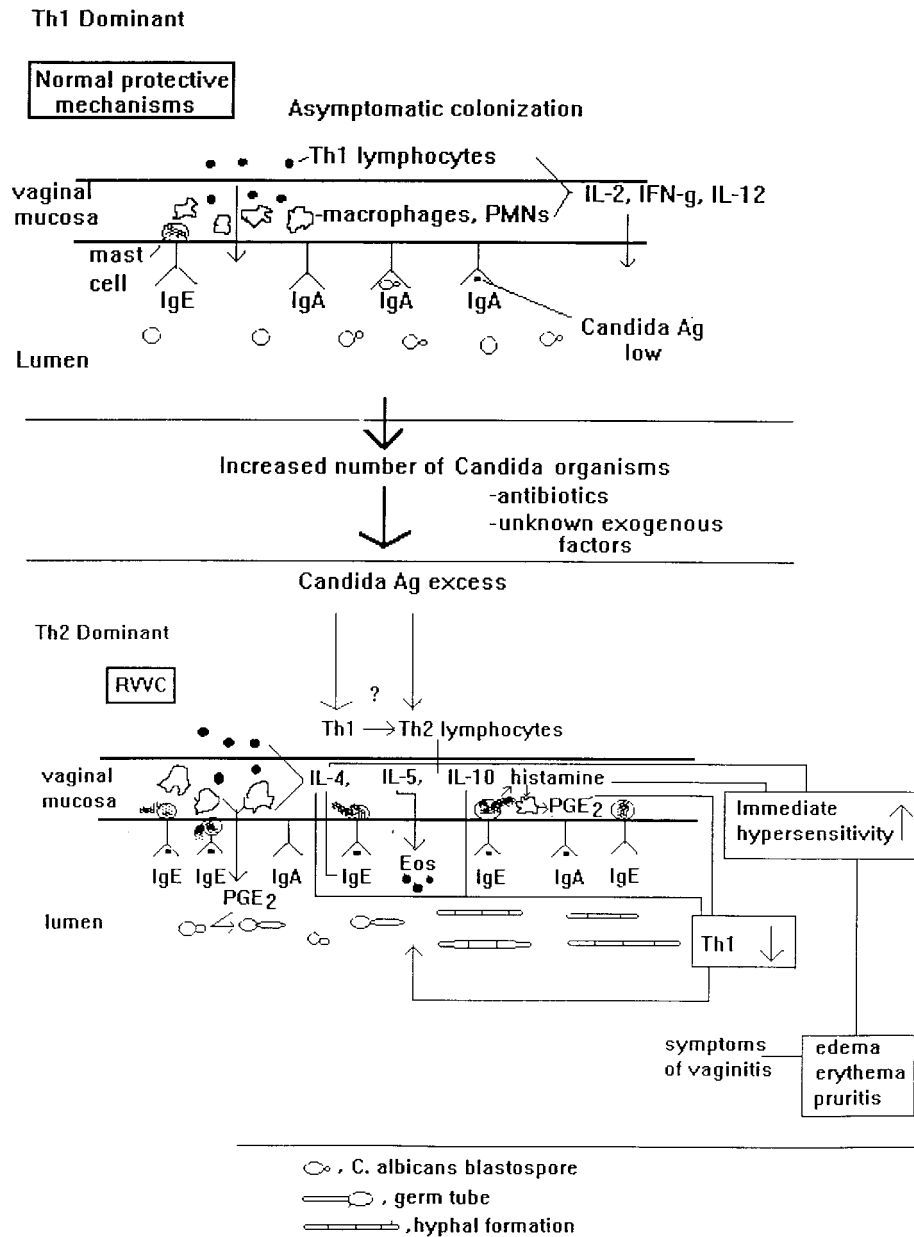 Th1 Dominant
Normal protective
mechanisms
Asymptomatic colonization
Th1 lymphocytes
vaginal
mucosa
-macrophages, PMNs
IL-2, IFN-g, IL-12
mast
cell
IgE
IgA
IgA
IgA
Candida Ag
low
Lumen
Increased number of Candida organisms
-antibiotics
-unknown exogenous
factors
Candida Ag excess
Th2 Dominant
RVVC
?
Th1
Th2 lymphocytes
vaginal
mucosa
IL-4,
IL-5,
IL-10
histamine
PGE2
Immediate
hypersensitivity
IgE
IgE
IgA
IgE
Eos
IgE
IgA
IgE
PGE2
lumen
Th1
symptoms
of vaginitis
edema
erythema
pruritis
, C. albicans blastospore
, germ tube
,hyphal formation